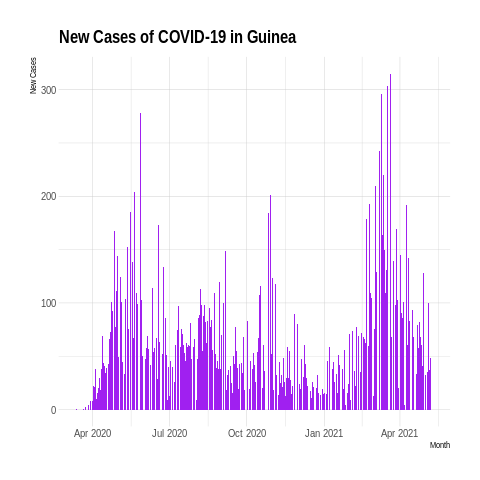 New Cases of COVID-19 in Guinea
New Cases
300
200
100
0
Apr 2020 Jul 2020 Oct 2020 Jan 2021 Apr 2021
Month